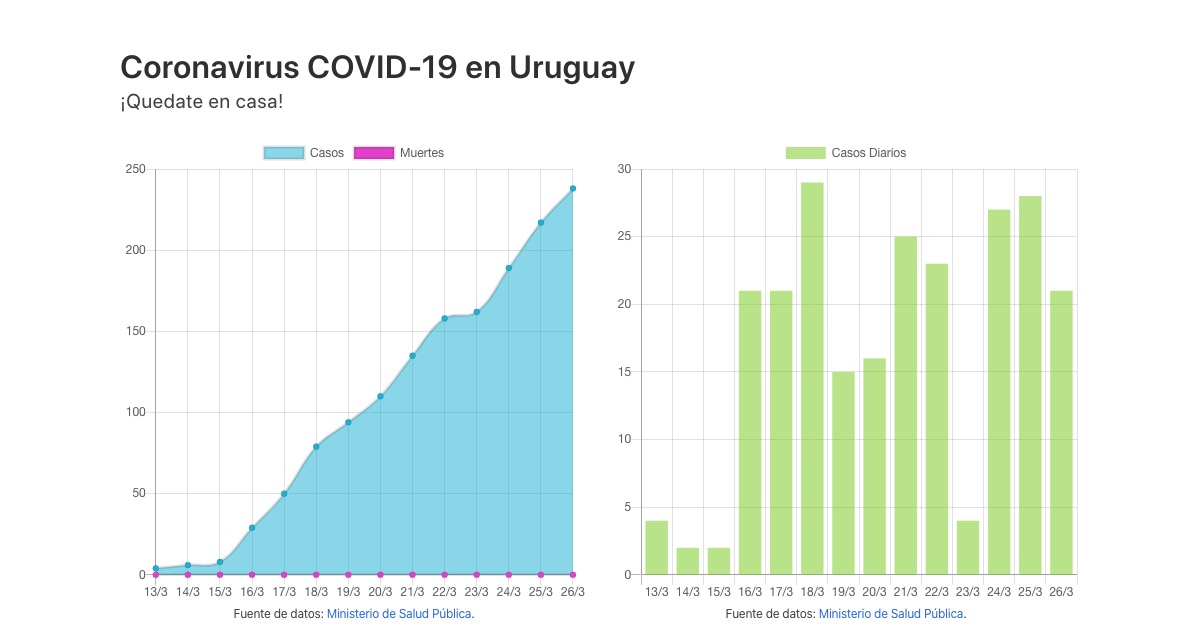 Coronavirus COVID-19 en Uruguay
¡Quedate en casa!
Casos Muertes
250
200
150
100
50
0
13/3 14/3 15/3 16/3 17/3 18/3 19/3 20/3 21/3 22/3 23/3 24/3 25/3 26/3
Fuente de datos: Ministerio de Salud Pública.
Casos Diarios
30
25
20
15
10
5
0
13/3 14/3 15/3 16/3 17/3 18/3 19/3 20/3 21/3 22/3 23/3 24/3 25/3 26/3
Fuente de datos: Ministerio de Salud Pública.